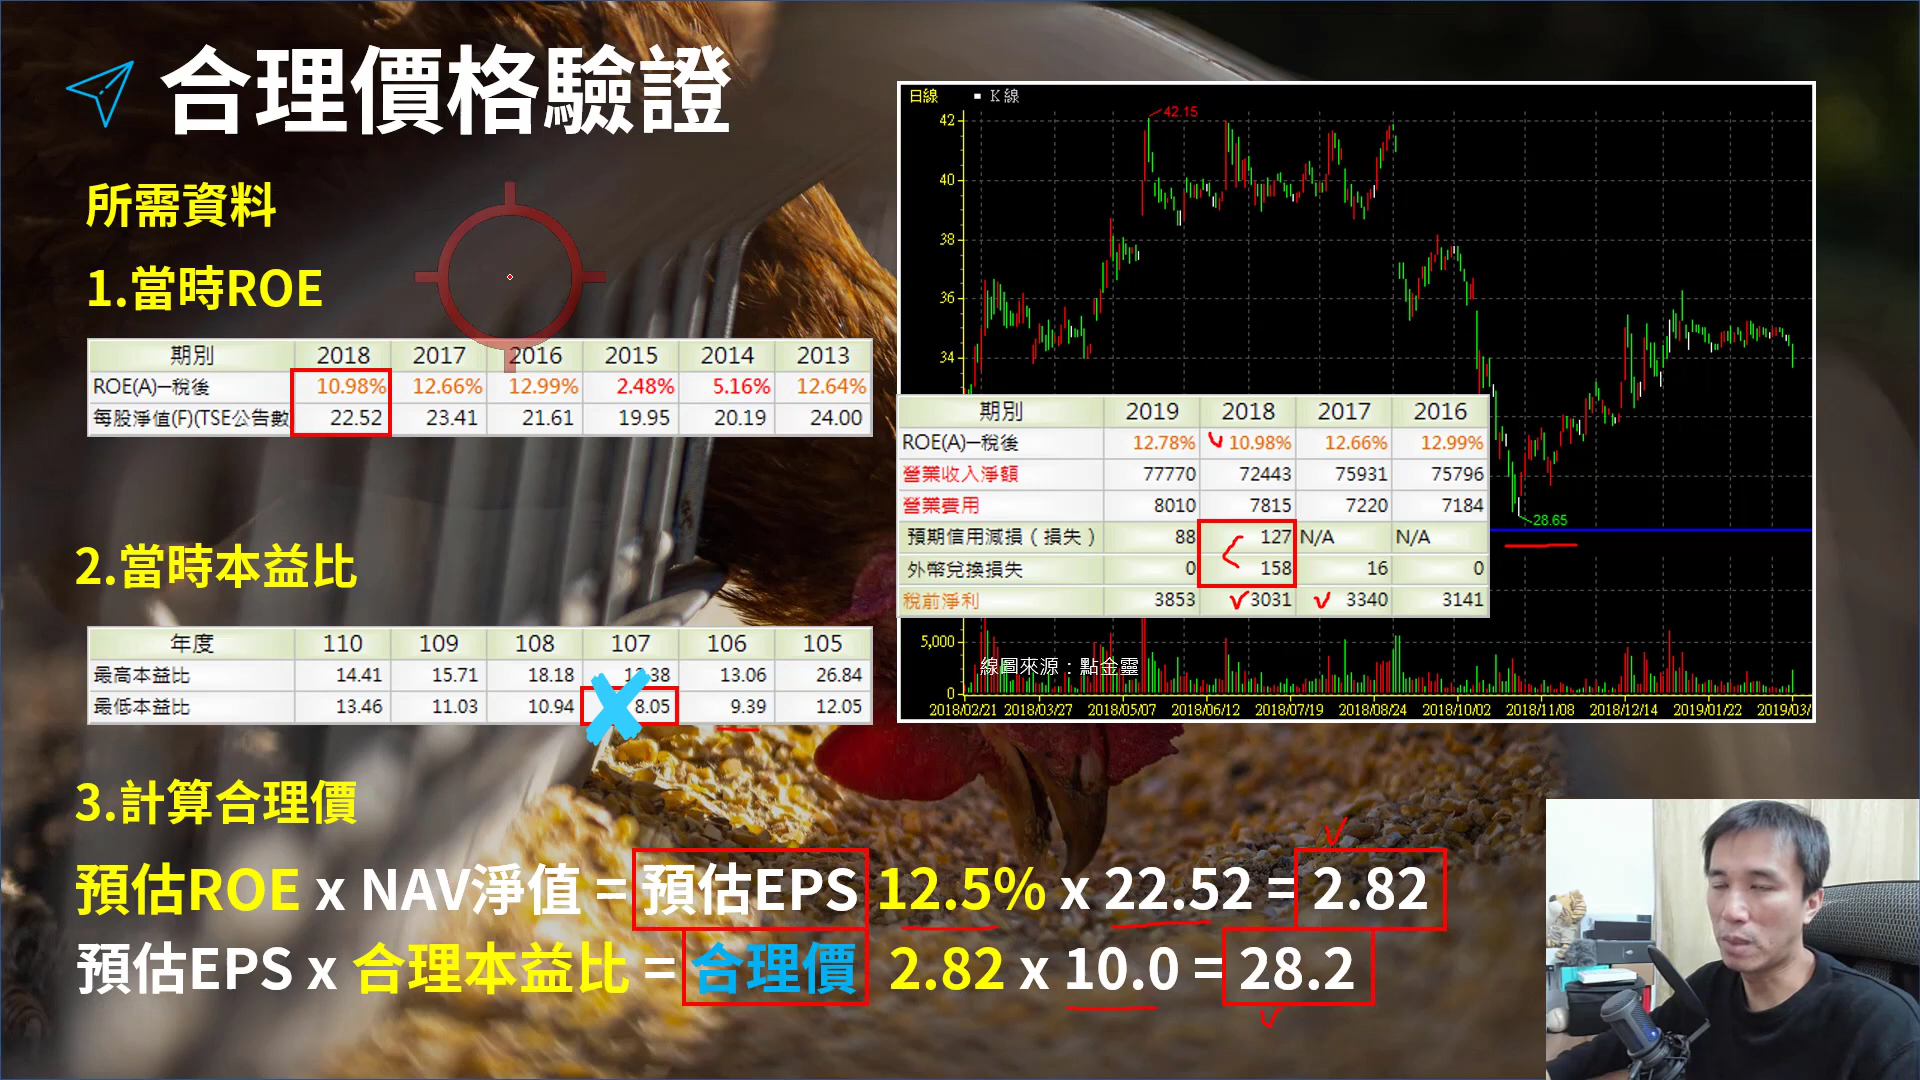 合理價格驗證
所需資料
1.當時ROE
期別 2018 2017 2016 2015 2014 2013
ROE(A)─稅後 10.98% 12.66% 12.99% 2.48% 5.16% 12.64%
每股淨值(F)(TSE公告數 22.52 23.41 21.61 19.95 20.19 24.00
2.當時本益比
年度 110 109 108 107 106 105
最高本益比 14.41 15.71 18.18 .38 13.06 26.84
最低本益比 13.46 11.03 10.94 8.05 9.39 12.05
3.計算合理價
預估ROE x NAV淨值 = 預估EPS 12.5% x 22.52 = 2.82
預估EPS x 合理本益比 = 合理價 2.82 x 10.0 = 28.2
日線 K線
42
42.15
40
38
36
34
28.65
期別 2019 2018 2017 2016
ROE(A)─稅後 12.78% 10.98% 12.66% 12.99%
營業收入淨額 77770 72443 75931 75796
營業費用 8010 7815 7220 7184
預期信用減損（損失） 88 127 N/A N/A
外幣兌換損失 0 158 16 0
稅前淨利 3853 3031 3340 3141
5,000
線圖來源：點金靈
0
2018/02/21 2018/03/27 2018/05/07 2018/06/12 2018/07/19 2018/08/24 2018/10/02 2018/11/08 2018/12/14 2019/01/22 2019/03/